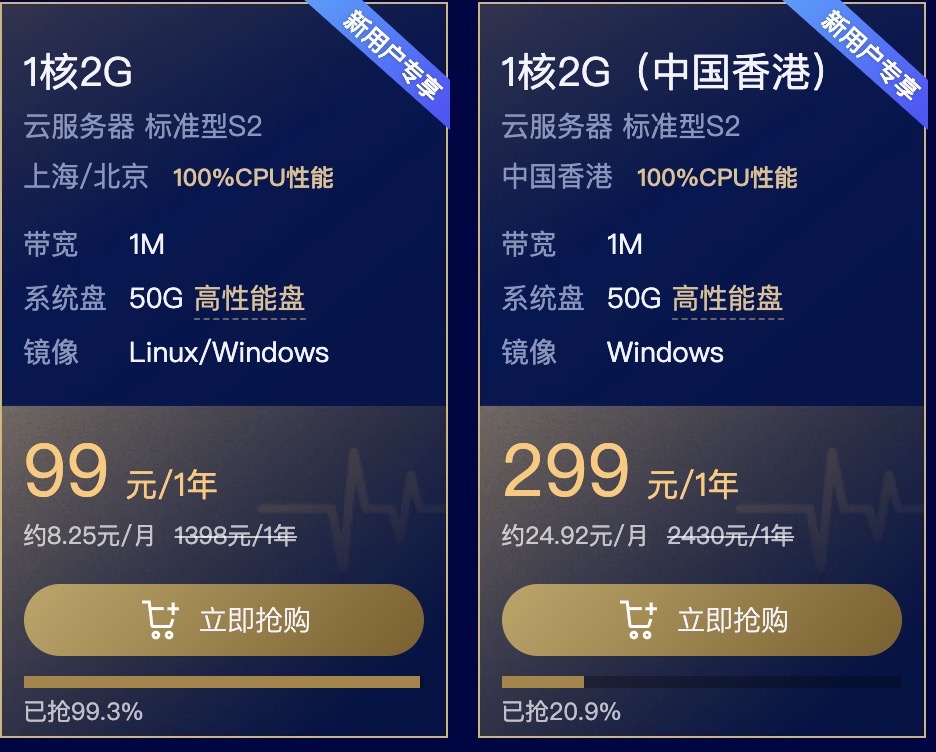 新用户专享
1核2G
云服务器 标准型S2
上海/北京 100%CPU性能
带宽 1M
系统盘 50G 高性能盘
镜像 Linux/Windows
99 元/1年
约8.25元/月 1398元/1年
立即抢购
已抢99.3%
新用户专享
1核2G（中国香港）
云服务器 标准型S2
中国香港 100%CPU性能
带宽 1M
系统盘 50G 高性能盘
镜像 Windows
299 元/1年
约24.92元/月 2430元/1年
立即抢购
已抢20.9%